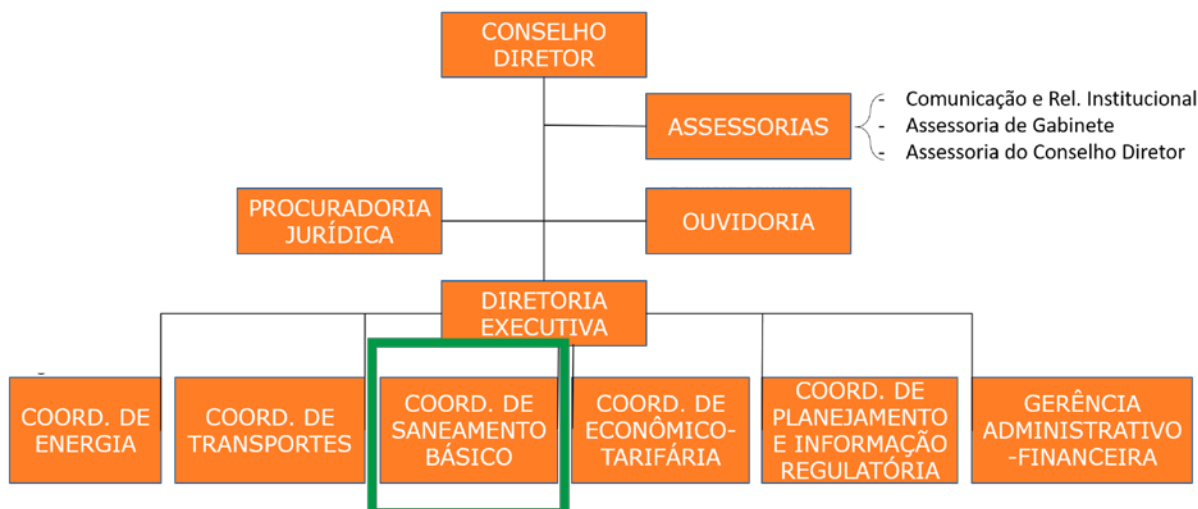 CONSELHO
DIRETOR
ASSESSORIAS
- Comunicação e Rel. Institucional
- Assessoria de Gabinete
- Assessoria do Conselho Diretor
PROCURADORIA
JURÍDICA
OUVIDORIA
DIRETORIA
EXECUTIVA
-
COORD. DE
ENERGIA
COORD. DE
TRANSPORTES
COORD. DE
SANEAMENTO
BÁSICO
COORD. DE
ECONÔMICO-
TARIFÁRIA
COORD. DE
PLANEJAMENTO
E INFORMAÇÃO
REGULATÓRIA
GERÊNCIA
ADMINISTRATIVO
-FINANCEIRA